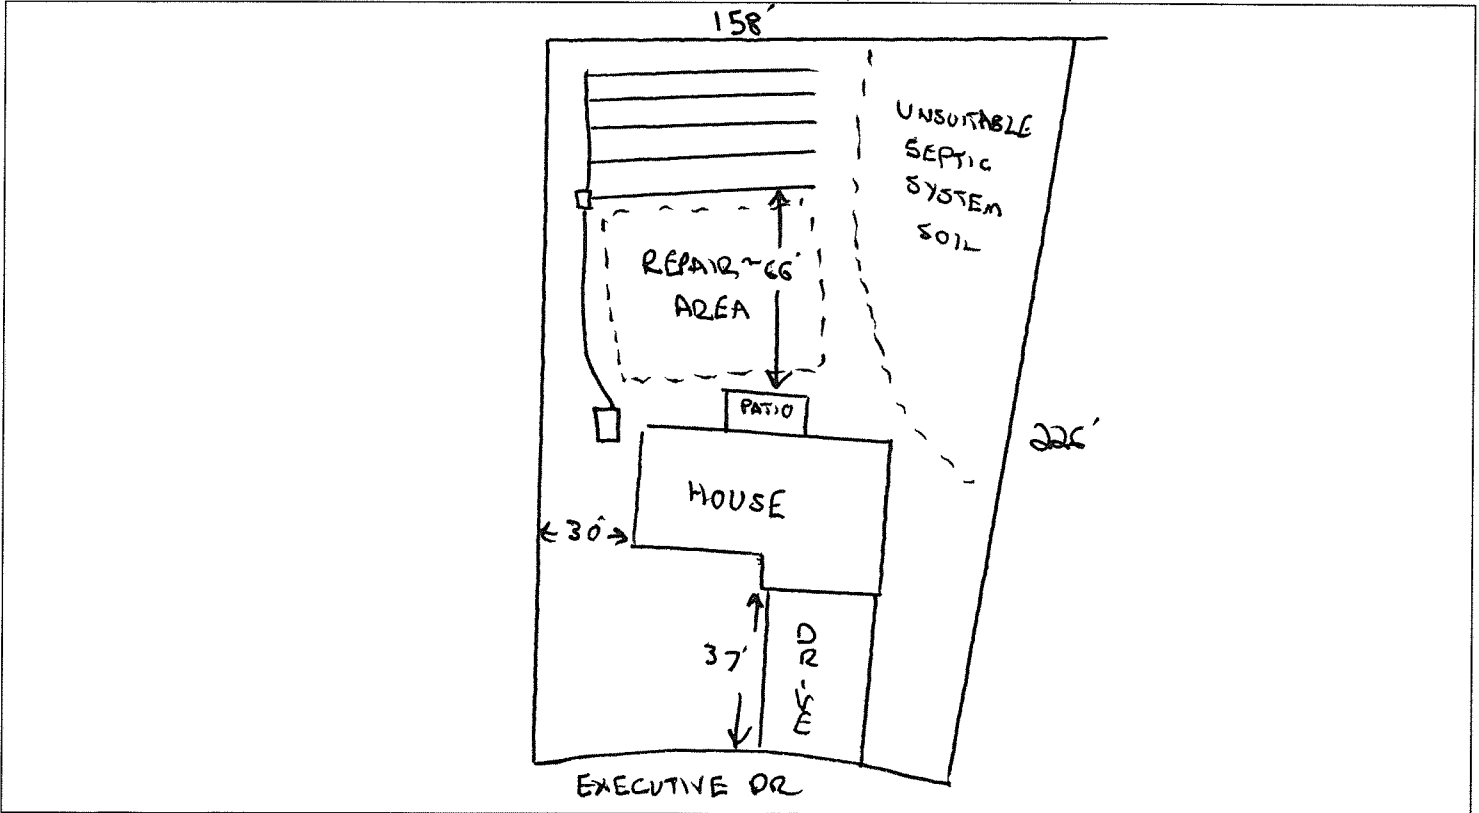 158'
UNSUITABLE
SEPTIC
SYSTEM
SOIL
REPAIR ~66'
AREA
PATIO
226'
HOUSE
30'
37'
DRIVE
EXECUTIVE DR